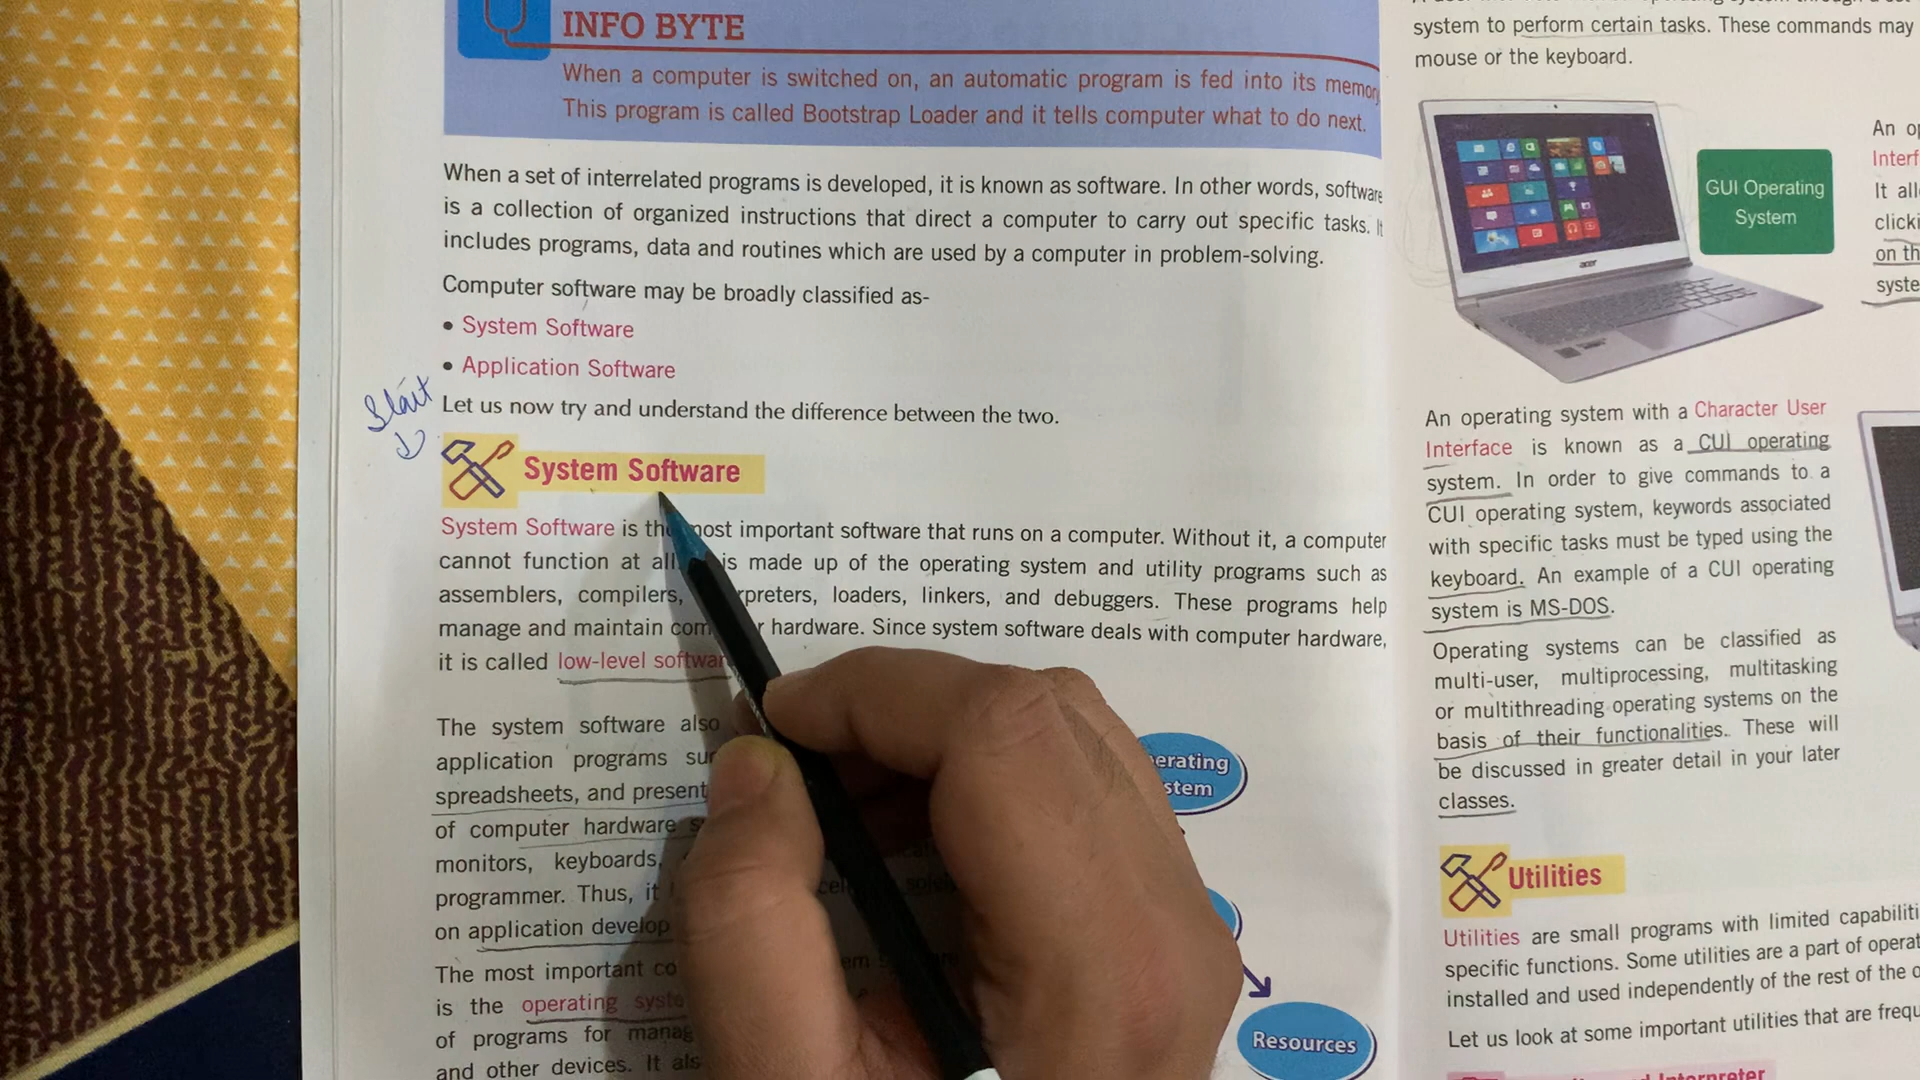 INFO BYTE
When a computer is switched on, an automatic program is fed into its memory
This program is called Bootstrap Loader and it tells computer what to do next.
When a set of interrelated programs is developed, it is known as software. In other words, software
is a collection of organized instructions that direct a computer to carry out specific tasks. It
includes programs, data and routines which are used by a computer in problem-solving.
Computer software may be broadly classified as-
• System Software
• Application Software
Start
Let us now try and understand the difference between the two.
System Software
System Software is the most important software that runs on a computer. Without it, a computer
cannot function at all. is made up of the operating system and utility programs such as
assemblers, compilers, rpreters, loaders, linkers, and debuggers. These programs help
manage and maintain com r hardware. Since system software deals with computer hardware,
it is called low-level softwar
The system software also
application programs su
spreadsheets, and present
of computer hardware s
monitors, keyboards,
programmer. Thus, it
on application develop
The most important co
is the operating syste
of programs for manag
and other devices. It als
erating
stem
Resources
system to perform certain tasks. These commands may
mouse or the keyboard.
acer
GUI Operating
System
An op
Interf
It all
clicki
on th
syste
An operating system with a Character User
Interface is known as a CUI operating
system. In order to give commands to a
CUI operating system, keywords associated
with specific tasks must be typed using the
keyboard. An example of a CUI operating
system is MS-DOS.
Operating systems can be classified as
multi-user, multiprocessing, multitasking
or multithreading operating systems on the
basis of their functionalities. These will
be discussed in greater detail in your later
classes.
Utilities
Utilities are small programs with limited capabiliti
specific functions. Some utilities are a part of operat
installed and used independently of the rest of the o
Let us look at some important utilities that are frequ
Interpreter